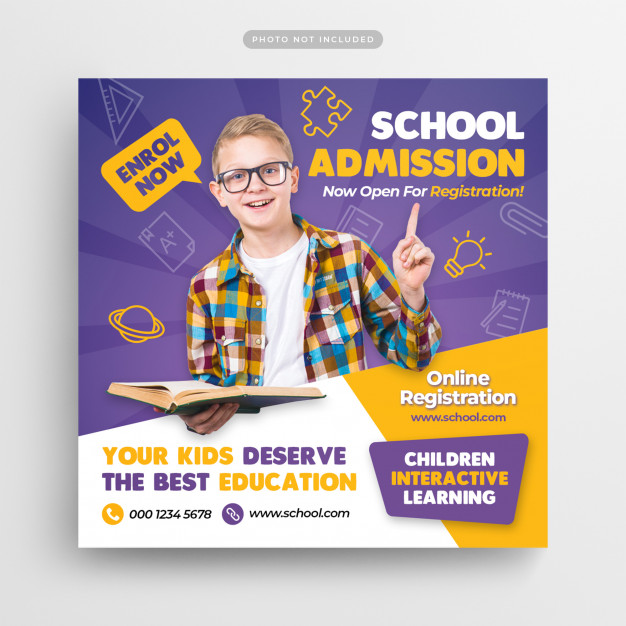 PHOTO NOT INCLUDED
SCHOOL
ADMISSION
Now Open For Registration!
ENROL
NOW
A+
Online
Registration
www.school.com
YOUR KIDS DESERVE
THE BEST EDUCATION
000 1234 5678 www.school.com
CHILDREN
INTERACTIVE
LEARNING